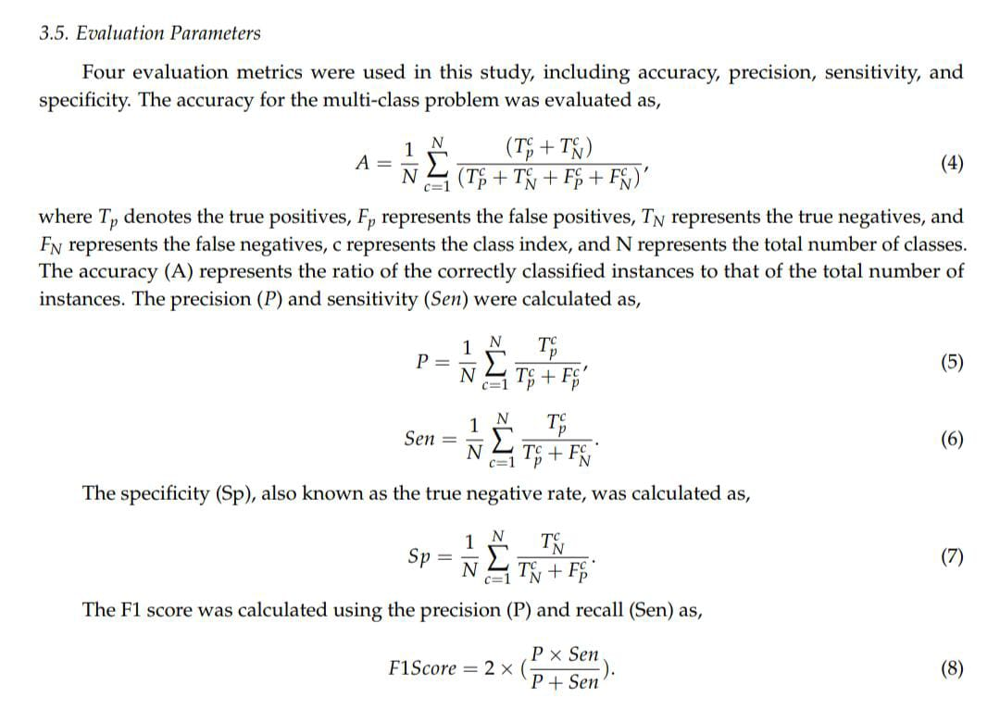 3.5. Evaluation Parameters
Four evaluation metrics were used in this study, including accuracy, precision, sensitivity, and
specificity. The accuracy for the multi-class problem was evaluated as,
A = \frac{1}{N} \sum_{c=1}^{N} \frac{(T_p^c + T_N^c)}{(T_p^c + T_N^c + F_p^c + F_N^c)}, (4)
where T_p denotes the true positives, F_p represents the false positives, T_N represents the true negatives, and
F_N represents the false negatives, c represents the class index, and N represents the total number of classes.
The accuracy (A) represents the ratio of the correctly classified instances to that of the total number of
instances. The precision (P) and sensitivity (Sen) were calculated as,
P = \frac{1}{N} \sum_{c=1}^{N} \frac{T_p^c}{T_p^c + F_p^c}, (5)
Sen = \frac{1}{N} \sum_{c=1}^{N} \frac{T_p^c}{T_p^c + F_N^c}. (6)
The specificity (Sp), also known as the true negative rate, was calculated as,
Sp = \frac{1}{N} \sum_{c=1}^{N} \frac{T_N^c}{T_N^c + F_p^c}. (7)
The F1 score was calculated using the precision (P) and recall (Sen) as,
F1Score = 2 × (\frac{P × Sen}{P + Sen}). (8)